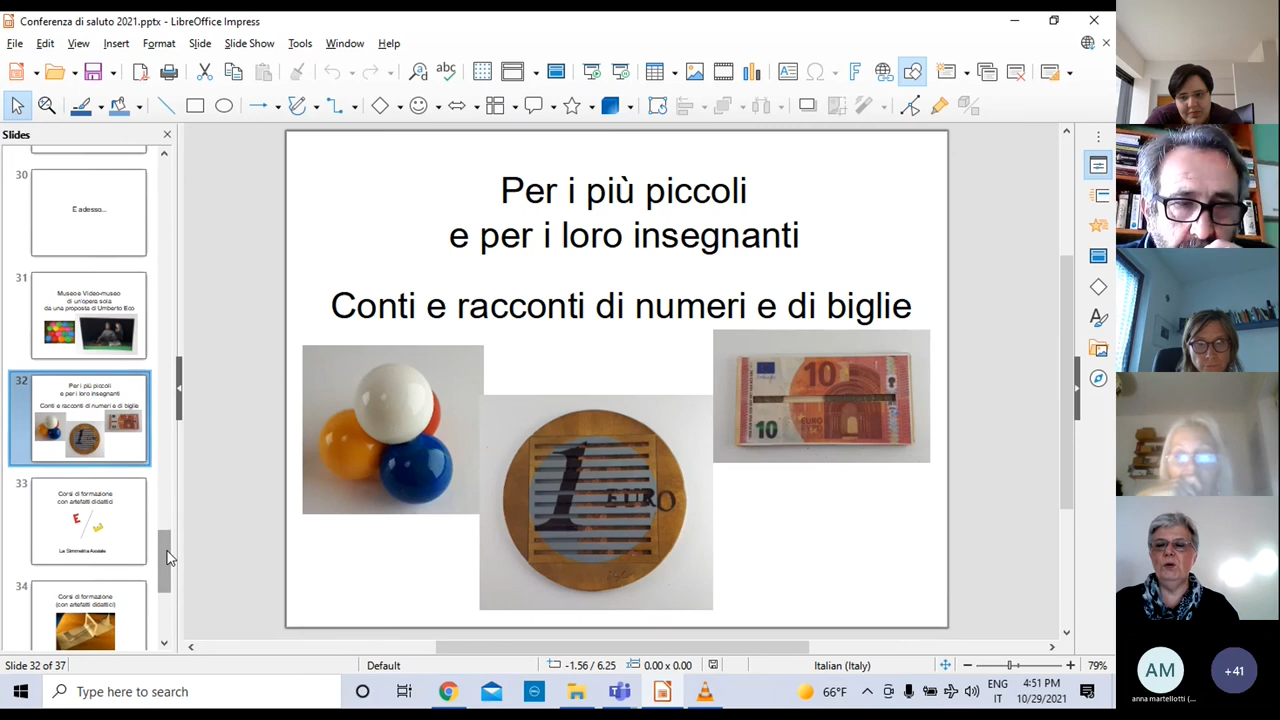 Conferenza di saluto 2021.pptx - LibreOffice Impress
File Edit View Insert Format Slide Slide Show Tools Window Help
Slides
30
E adesso...
31
Museo e Video-museo
di un'opera sola
da una proposta di Umberto Eco
32
Per i più piccoli
e per i loro insegnanti
Conti e racconti di numeri e di biglie
33
Corsi di formazione
con artefatti didattici
E / E
La Simmetria Assiale
34
Corsi di formazione
(con artefatti didattici)
Per i più piccoli
e per i loro insegnanti
Conti e racconti di numeri e di biglie
1 EURO
10
10
EURO
Slide 32 of 37
Default
-1.56 / 6.25
0.00 x 0.00
Italian (Italy)
79%
Type here to search
66°F
ENG
IT
4:51 PM
10/29/2021
AM
+41
anna martellotti (...